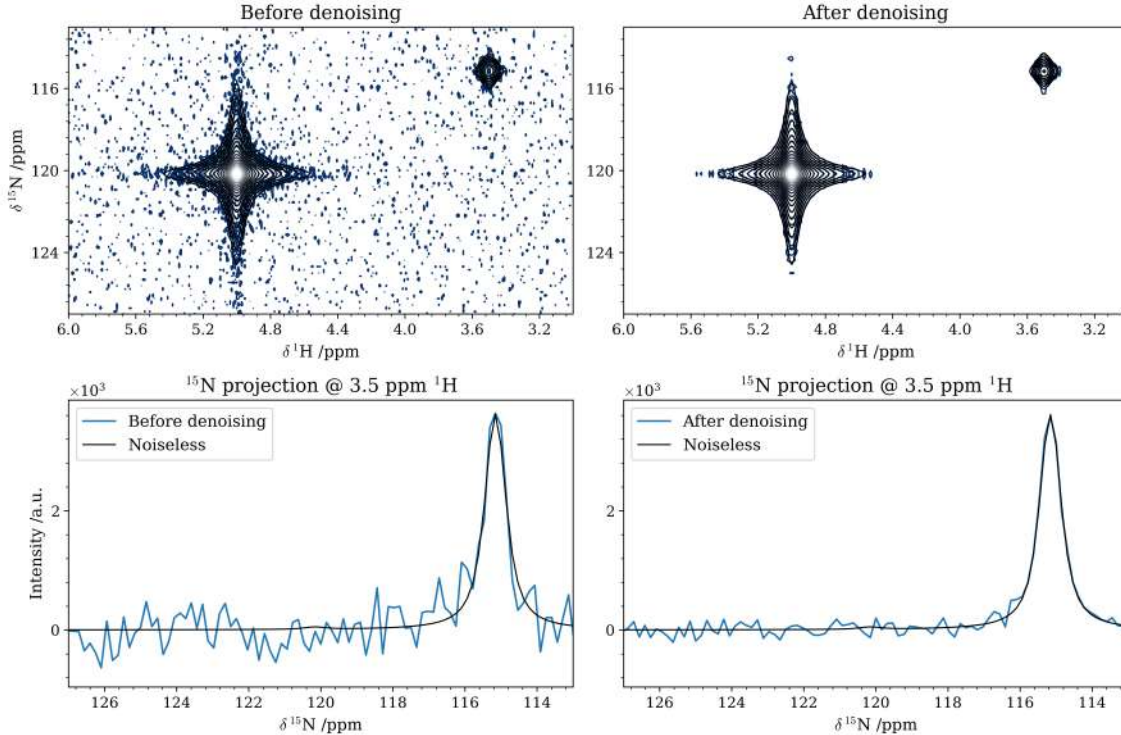 Before denoising
After denoising
116
120
124
δ ¹⁵N /ppm
6.0 5.6 5.2 4.8 4.4 4.0 3.6 3.2
δ ¹H /ppm
6.0 5.6 5.2 4.8 4.4 4.0 3.6 3.2
δ ¹H /ppm
116
120
124
¹⁵N projection @ 3.5 ppm ¹H
×10³
Before denoising
Noiseless
2
0
Intensity /a.u.
126 124 122 120 118 116 114
δ ¹⁵N /ppm
¹⁵N projection @ 3.5 ppm ¹H
×10³
After denoising
Noiseless
2
0
126 124 122 120 118 116 114
δ ¹⁵N /ppm